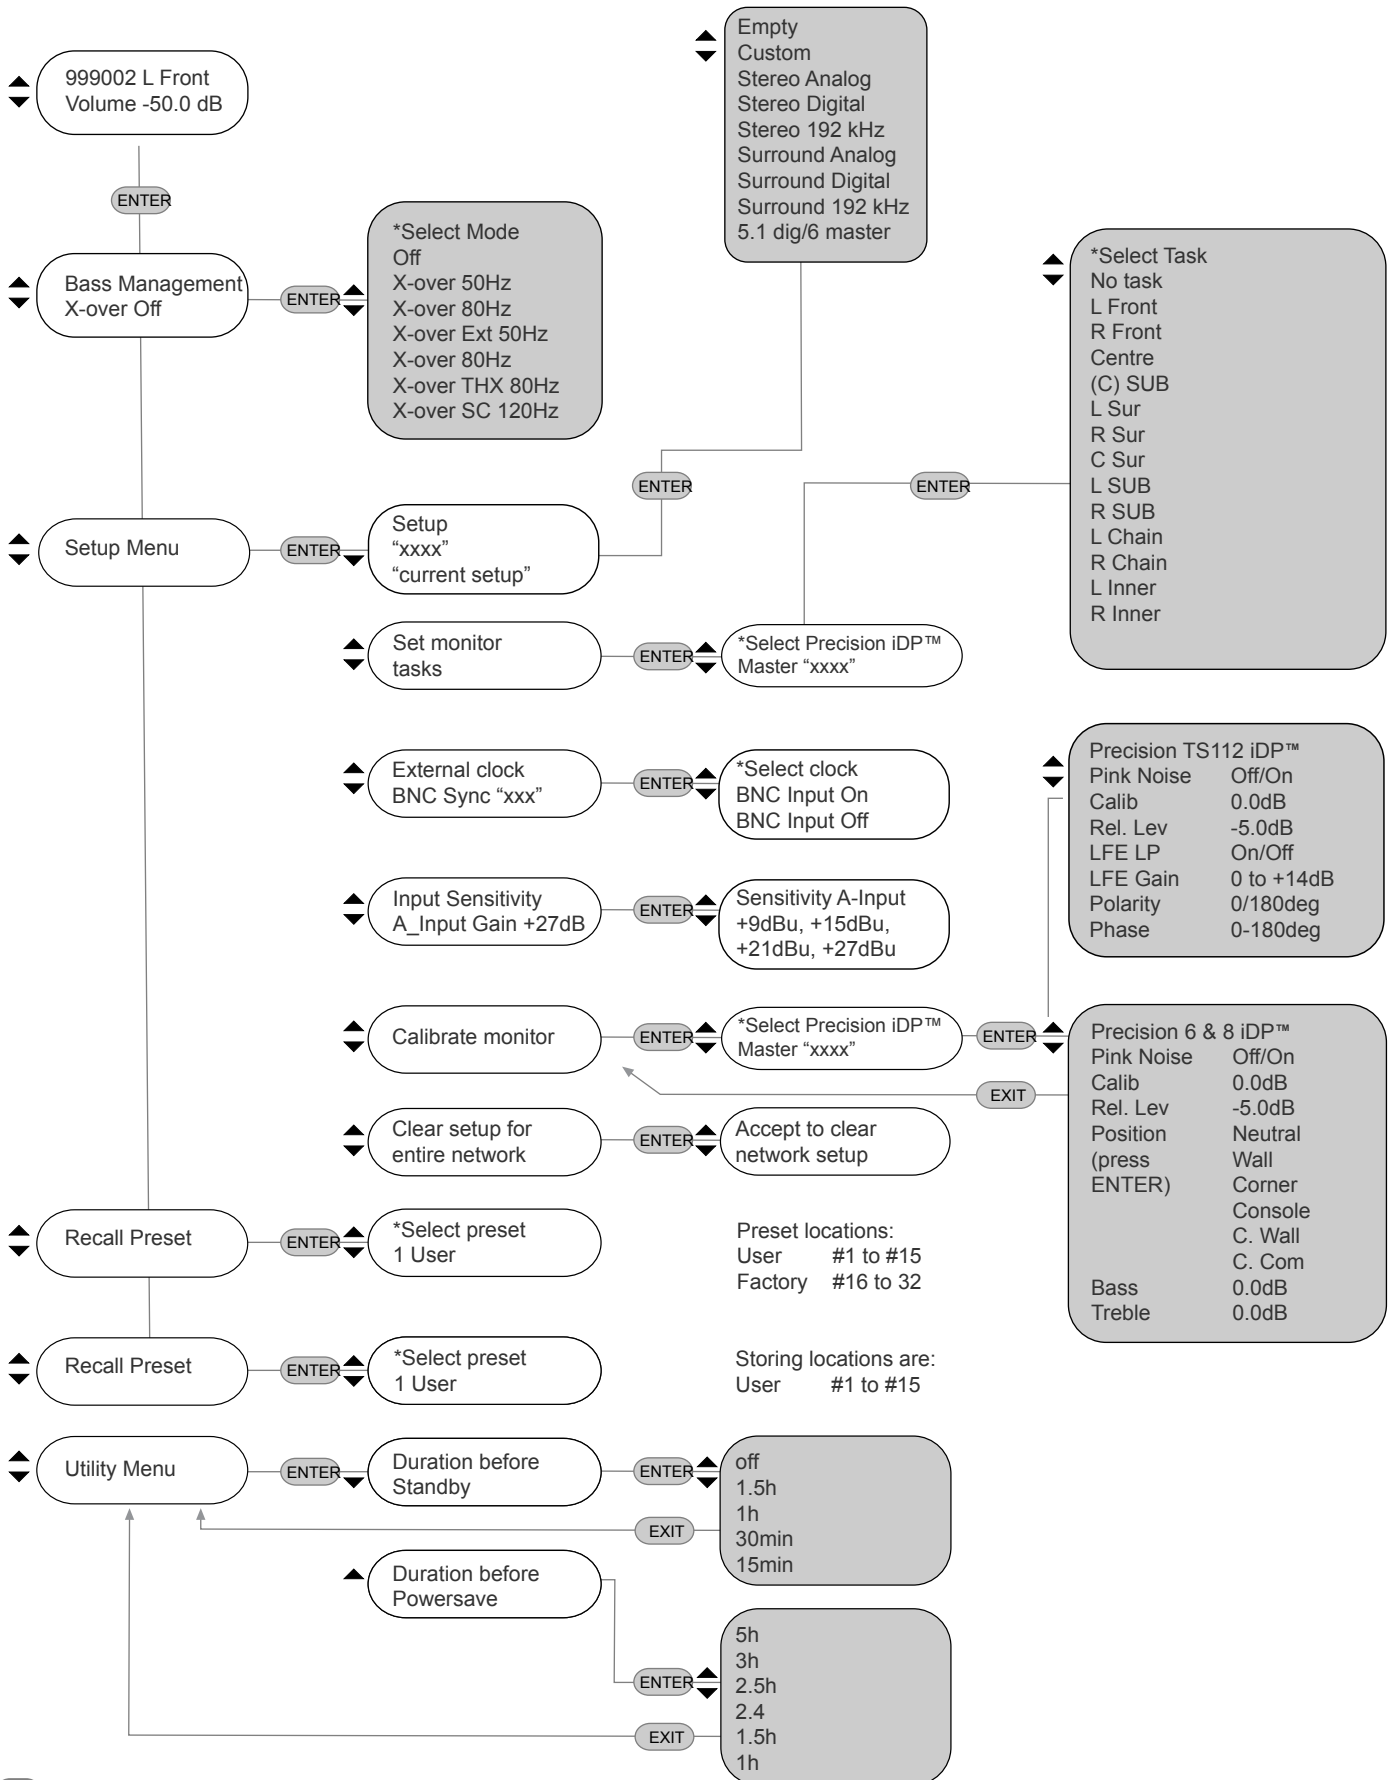 999002 L Front
Volume -50.0 dB
ENTER
Bass Management
X-over Off
ENTER
*Select Mode
Off
X-over 50Hz
X-over 80Hz
X-over Ext 50Hz
X-over 80Hz
X-over THX 80Hz
X-over SC 120Hz
Empty
Custom
Stereo Analog
Stereo Digital
Stereo 192 kHz
Surround Analog
Surround Digital
Surround 192 kHz
5.1 dig/6 master
ENTER
Setup Menu
ENTER
Setup
“xxxx”
“current setup”
Set monitor
tasks
ENTER
*Select Precision iDP™
Master “xxxx”
ENTER
*Select Task
No task
L Front
R Front
Centre
(C) SUB
L Sur
R Sur
C Sur
L SUB
R SUB
L Chain
R Chain
L Inner
R Inner
External clock
BNC Sync “xxx”
ENTER
*Select clock
BNC Input On
BNC Input Off
Input Sensitivity
A_Input Gain +27dB
ENTER
Sensitivity A-Input
+9dBu, +15dBu,
+21dBu, +27dBu
Calibrate monitor
ENTER
*Select Precision iDP™
Master “xxxx”
ENTER
EXIT
Precision TS112 iDP™
Pink Noise Off/On
Calib 0.0dB
Rel. Lev -5.0dB
LFE LP On/Off
LFE Gain 0 to +14dB
Polarity 0/180deg
Phase 0-180deg
Precision 6 & 8 iDP™
Pink Noise Off/On
Calib 0.0dB
Rel. Lev -5.0dB
Position Neutral
(press Wall
ENTER) Corner
Console
C. Wall
C. Com
Bass 0.0dB
Treble 0.0dB
Clear setup for
entire network
ENTER
Accept to clear
network setup
Recall Preset
ENTER
*Select preset
1 User
Preset locations:
User #1 to #15
Factory #16 to 32
Recall Preset
ENTER
*Select preset
1 User
Storing locations are:
User #1 to #15
Utility Menu
ENTER
Duration before
Standby
ENTER
off
1.5h
1h
30min
15min
EXIT
Duration before
Powersave
ENTER
5h
3h
2.5h
2.4
1.5h
1h
EXIT